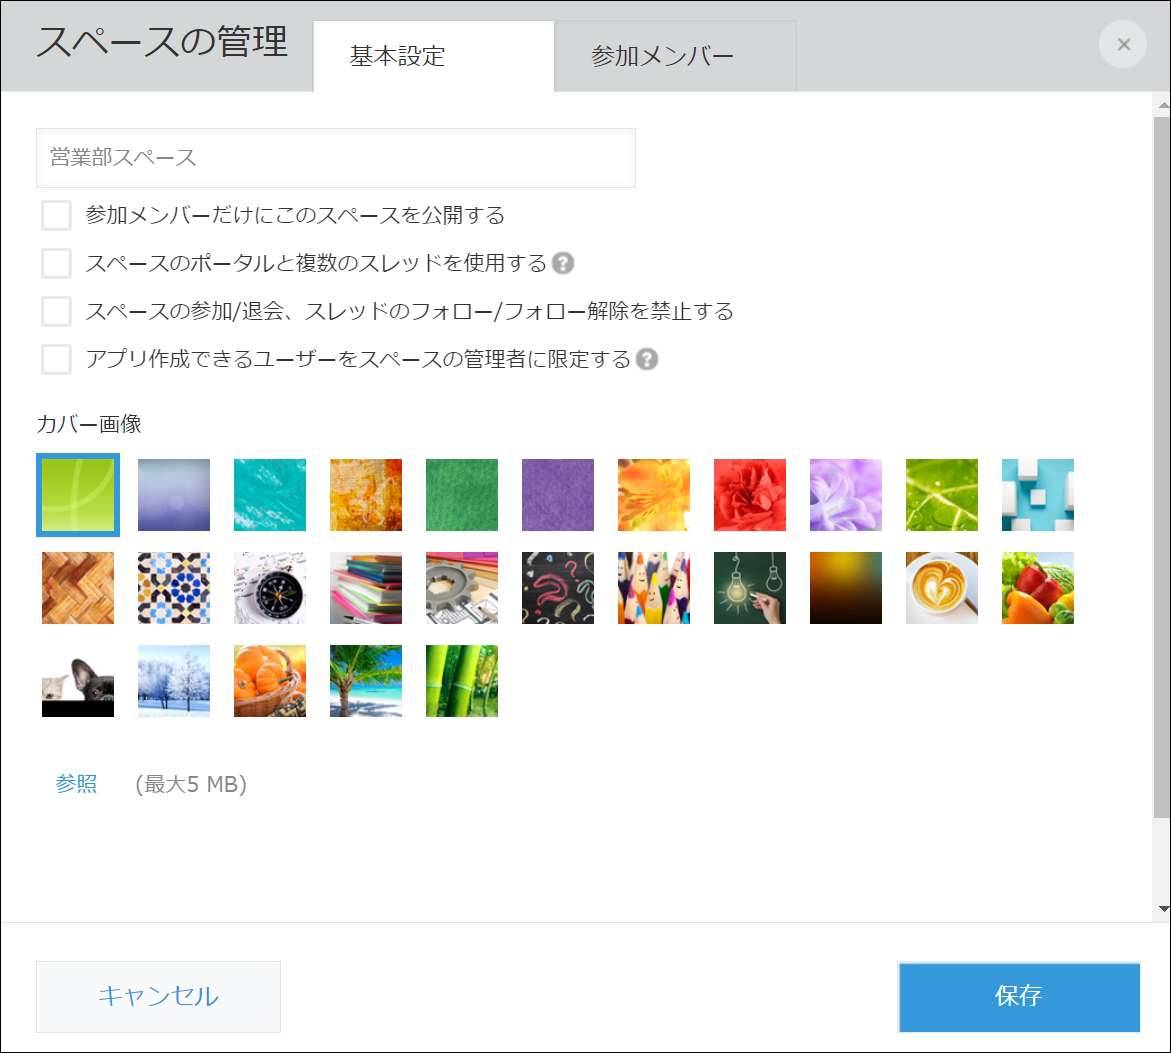 スペースの管理
基本設定
参加メンバー
営業部スペース
参加メンバーだけにこのスペースを公開する
スペースのポータルと複数のスレッドを使用する ?
スペースの参加/退会、スレッドのフォロー/フォロー解除を禁止する
アプリ作成できるユーザーをスペースの管理者に限定する ?
カバー画像
参照 (最大5 MB)
キャンセル
保存